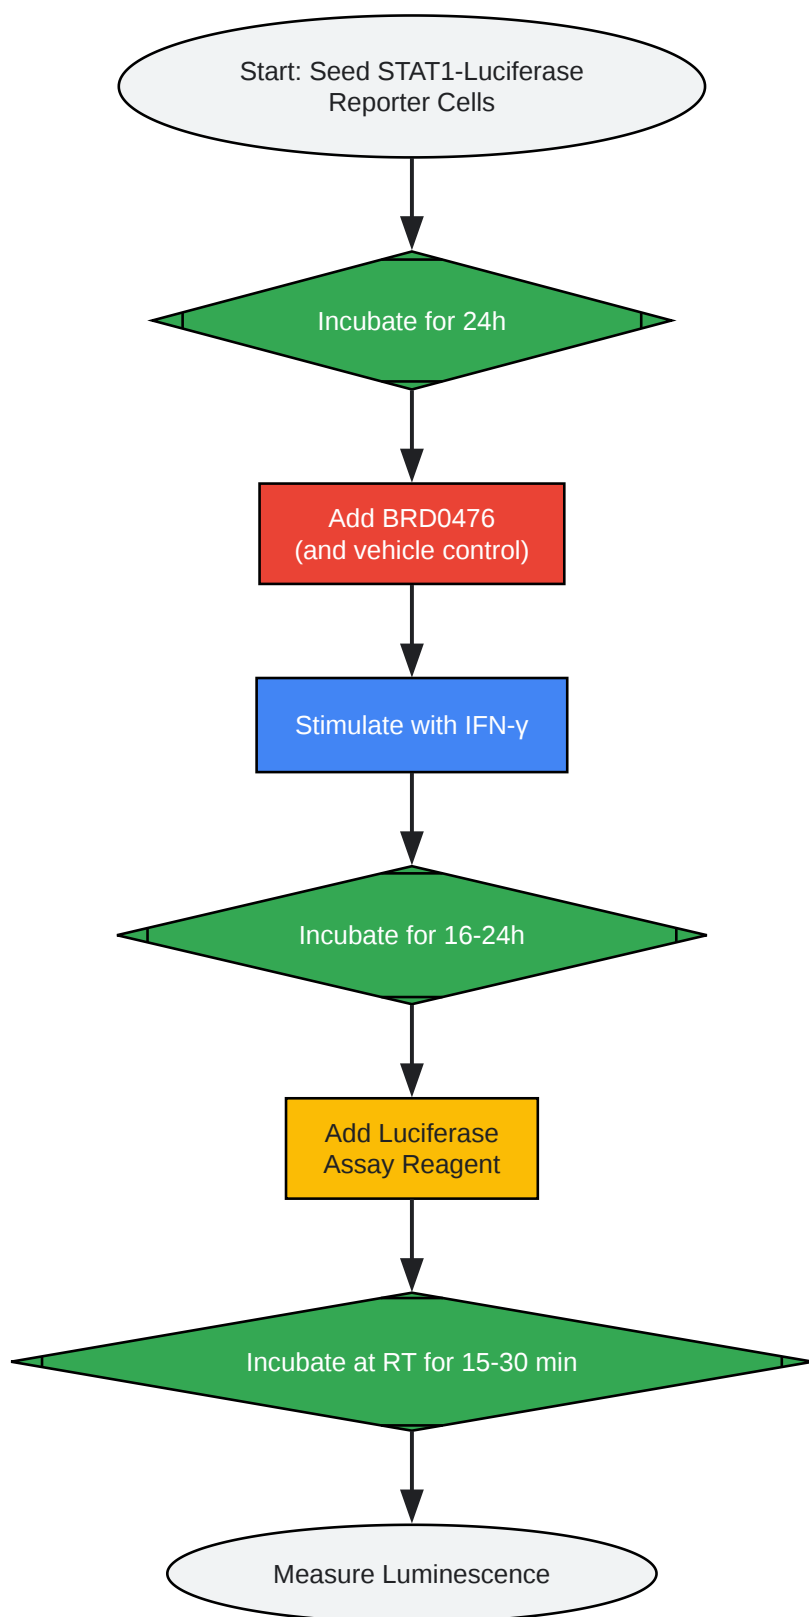 Start: Seed STAT1-Luciferase
Reporter Cells
Incubate for 24h
Add BRD0476
(and vehicle control)
Stimulate with IFN-γ
Incubate for 16-24h
Add Luciferase
Assay Reagent
Incubate at RT for 15-30 min
Measure Luminescence